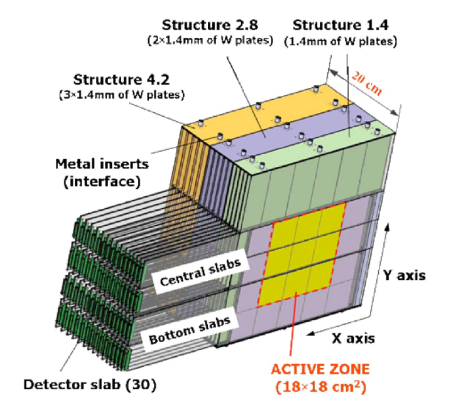 Structure 2.8
(2×1.4mm of W plates)
Structure 1.4
(1.4mm of W plates)
Structure 4.2
(3×1.4mm of W plates)
20 cm
Metal inserts
(interface)
Central slabs
Y axis
Bottom slabs
X axis
Detector slab (30)
ACTIVE ZONE
(18×18 cm²)